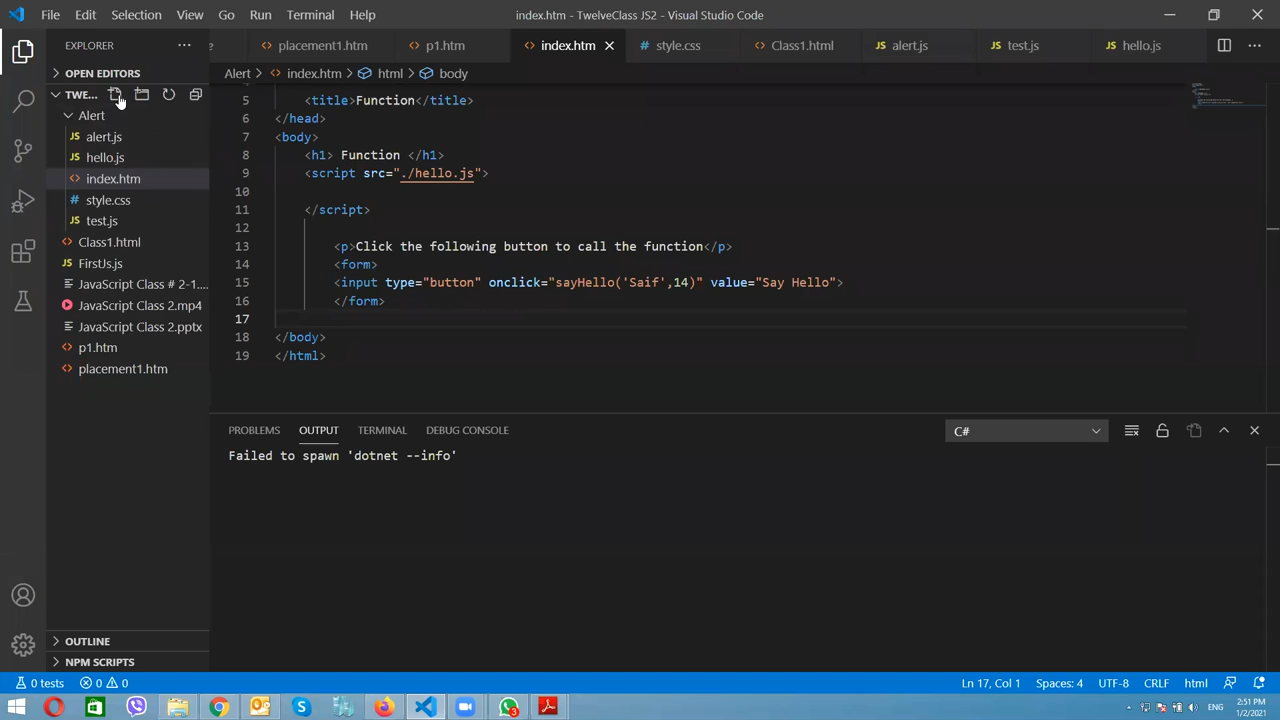 File Edit Selection View Go Run Terminal Help index.htm - TwelveClass JS2 - Visual Studio Code
EXPLORER
placement1.htm p1.htm index.htm style.css Class1.html alert.js test.js hello.js
OPEN EDITORS
Alert > index.htm > html > body
TWE...
Alert
alert.js
hello.js
index.htm
style.css
test.js
Class1.html
FirstJs.js
JavaScript Class # 2-1....
JavaScript Class 2.mp4
JavaScript Class 2.pptx
p1.htm
placement1.htm
OUTLINE
NPM SCRIPTS
5 <title>Function</title>
6 </head>
7 <body>
8 <h1> Function </h1>
9 <script src="./hello.js">
10
11 </script>
12
13 <p>Click the following button to call the function</p>
14 <form>
15 <input type="button" onclick="sayHello('Saif',14)" value="Say Hello">
16 </form>
17
18 </body>
19 </html>
PROBLEMS OUTPUT TERMINAL DEBUG CONSOLE C#
Failed to spawn 'dotnet --info'
0 tests 0 0 Ln 17, Col 1 Spaces: 4 UTF-8 CRLF html
3 ENG 2:51 PM
1/2/2021